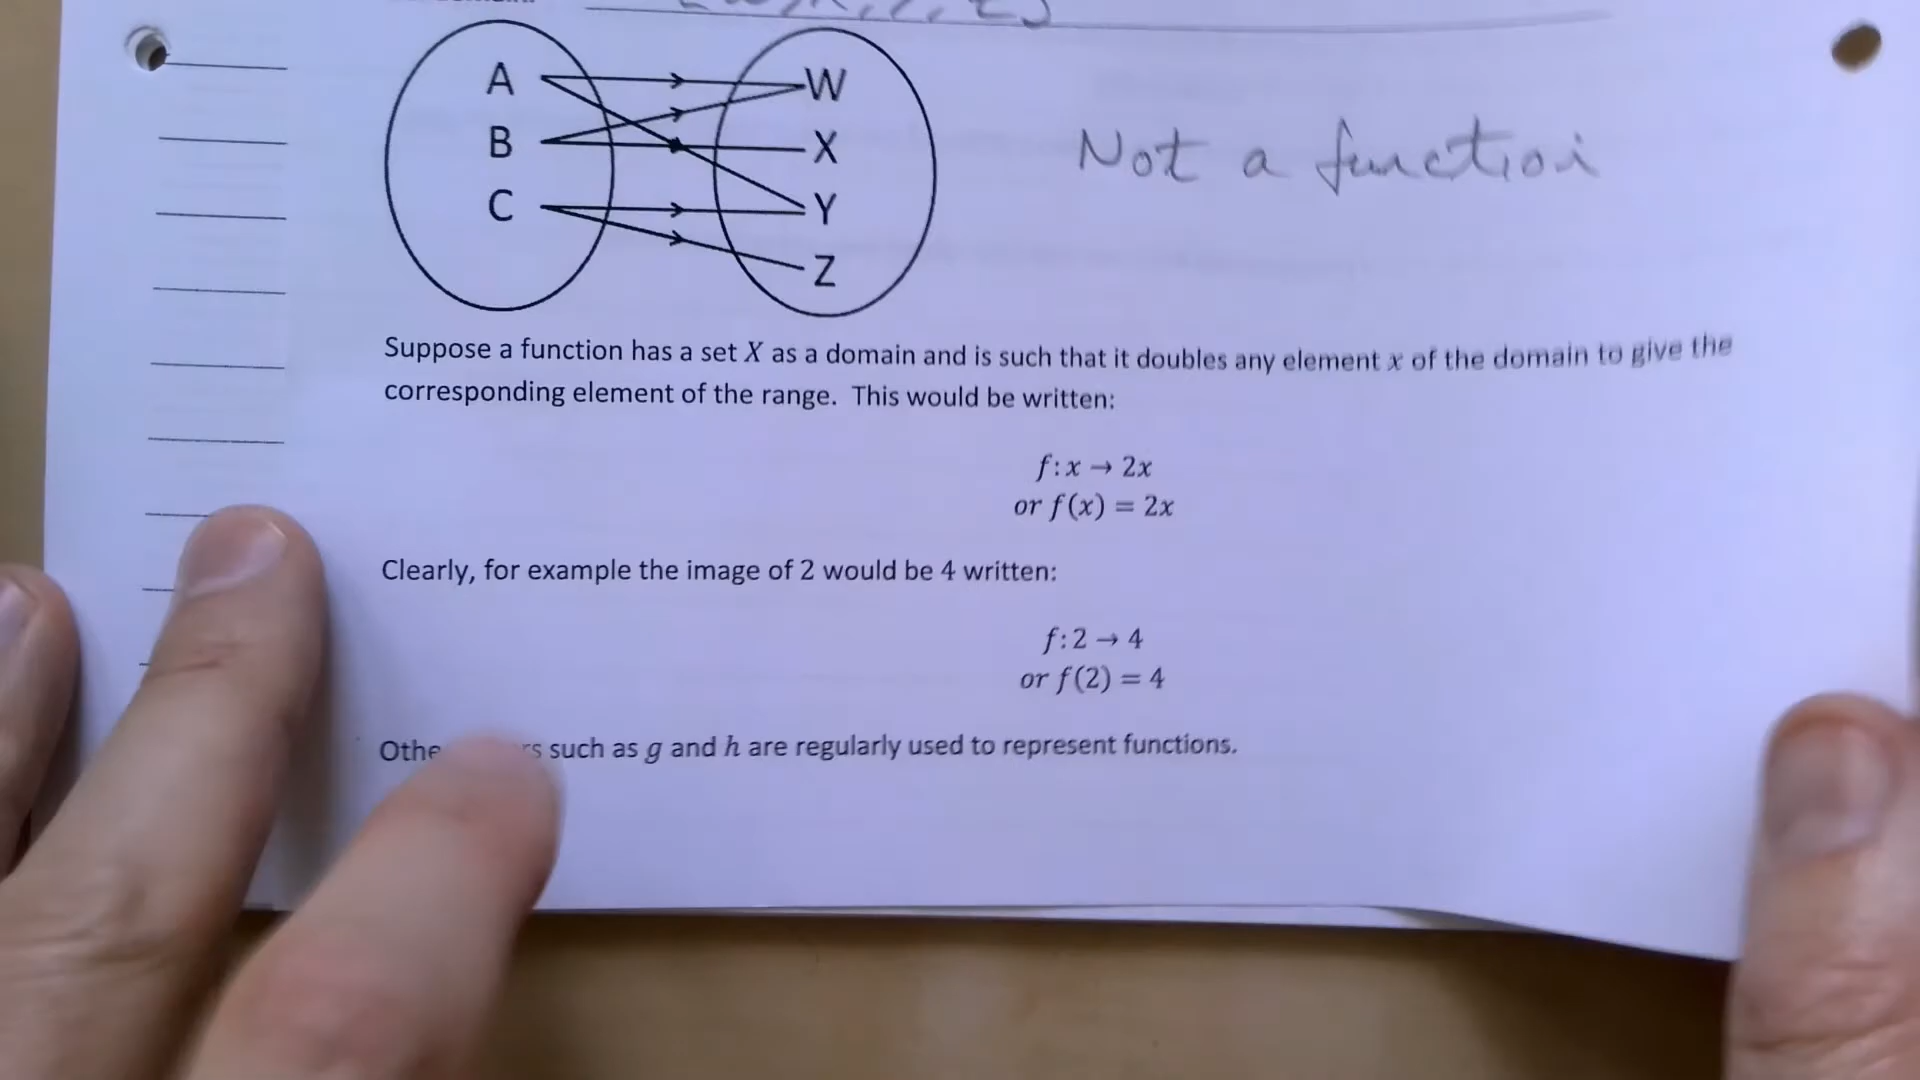 A
W
B
X
C
Y
Z
Not a function
Suppose a function has a set X as a domain and is such that it doubles any element x of the domain to give the
corresponding element of the range. This would be written:
f: x → 2x
or f(x) = 2x
Clearly, for example the image of 2 would be 4 written:
f: 2 → 4
or f(2) = 4
such as g and h are regularly used to represent functions.